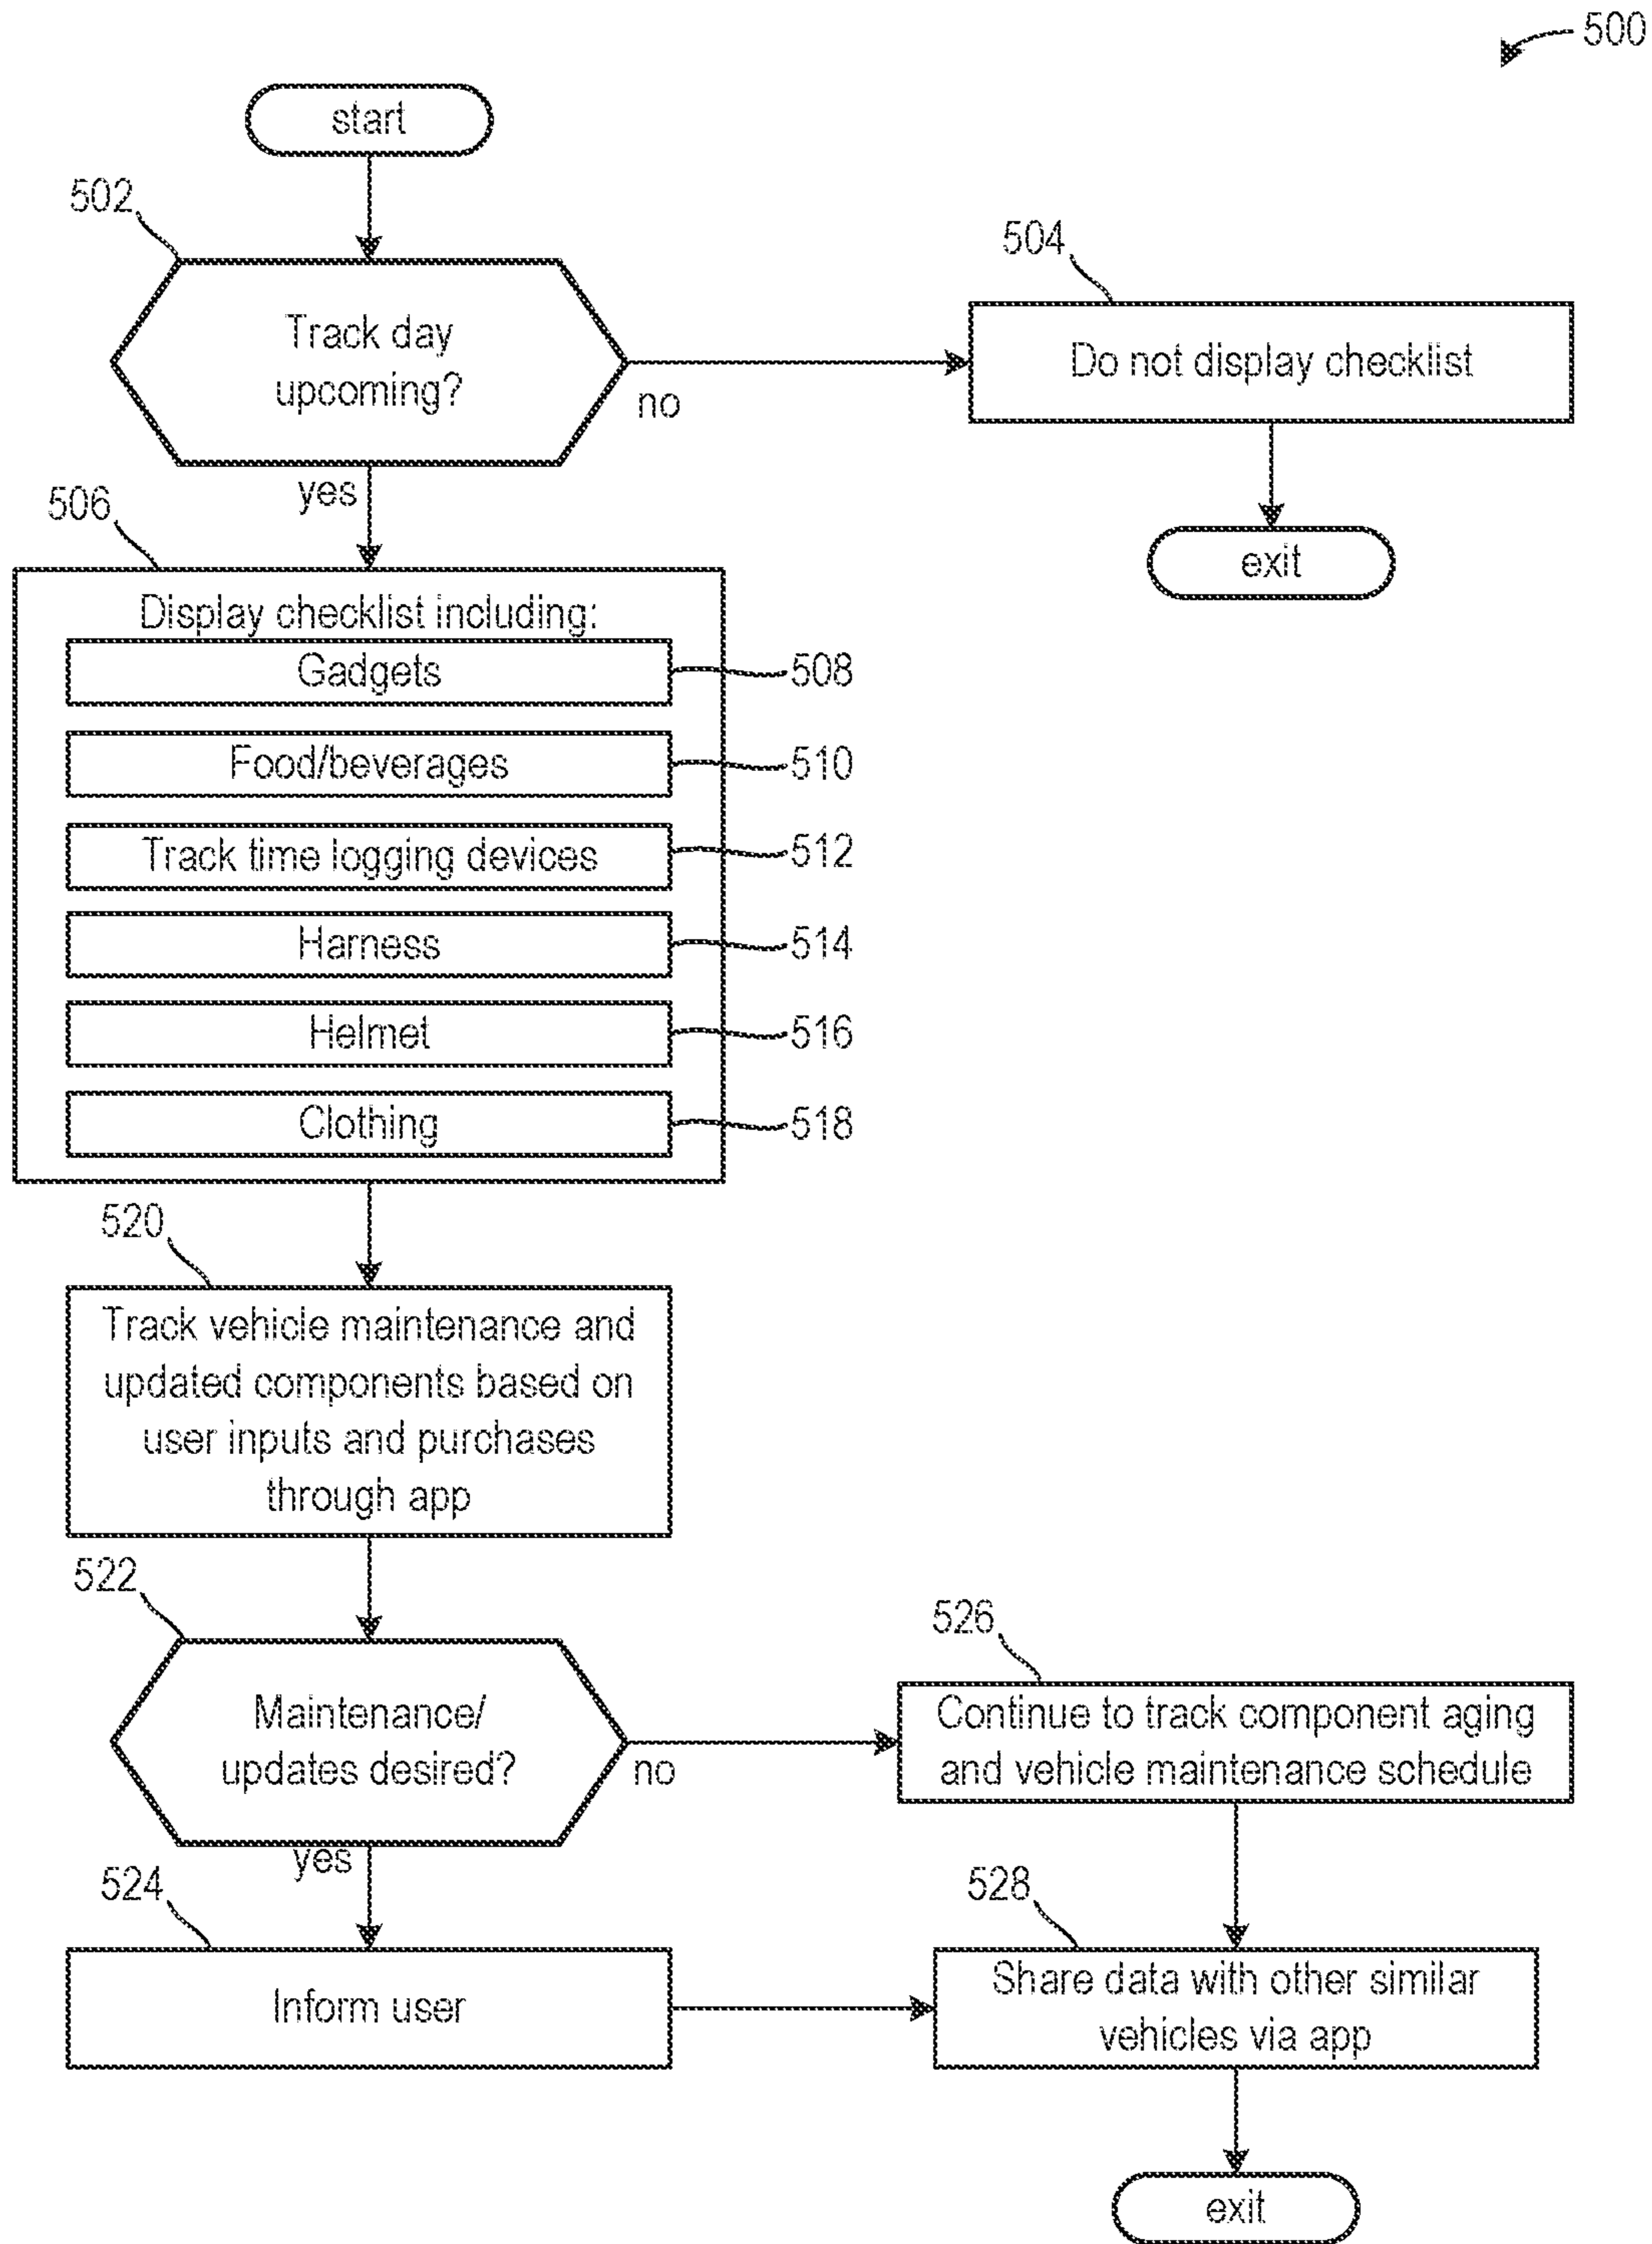 500
start
502
Track day
upcoming?
no
yes
504
Do not display checklist
exit
506
Display checklist including:
Gadgets
508
Food/beverages
510
Track time logging devices
512
Harness
514
Helmet
516
Clothing
518
520
Track vehicle maintenance and
updated components based on
user inputs and purchases
through app
522
Maintenance/
updates desired?
no
yes
526
Continue to track component aging
and vehicle maintenance schedule
524
Inform user
528
Share data with other similar
vehicles via app
exit